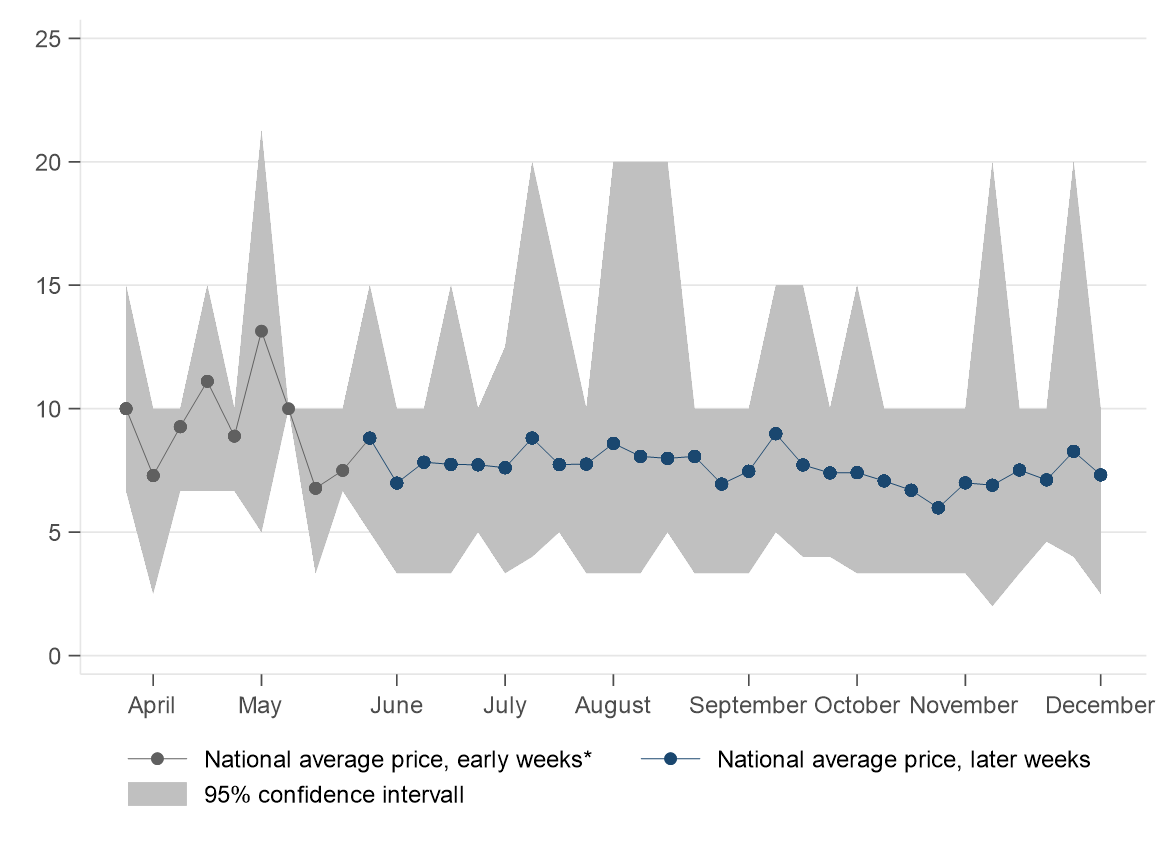 25
20
15
10
5
0
April May June July August September October November December
National average price, early weeks* National average price, later weeks
95% confidence intervall